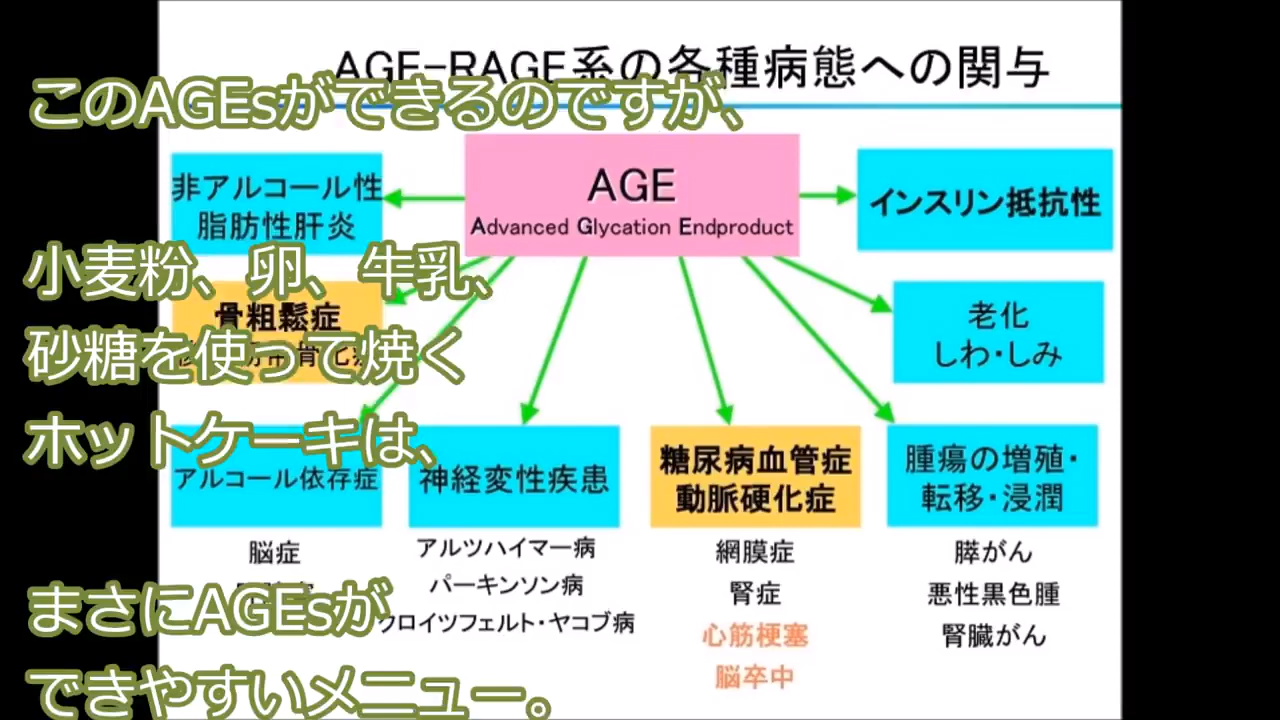 AGE-RAGE系の各種病態への関与
このAGEsができるのですが、
小麦粉、卵、牛乳、
砂糖を使って焼く
ホットケーキは、
まさにAGEsが
できやすいメニュー。
AGE
Advanced Glycation Endproduct
非アルコール性
脂肪性肝炎
インスリン抵抗性
骨粗鬆症
老化
しわ・しみ
アルコール依存症
脳症
神経変性疾患
アルツハイマー病
パーキンソン病
クロイツフェルト・ヤコブ病
糖尿病血管症
動脈硬化症
網膜症
腎症
心筋梗塞
脳卒中
腫瘍の増殖・
転移・浸潤
膵がん
悪性黒色腫
腎臓がん